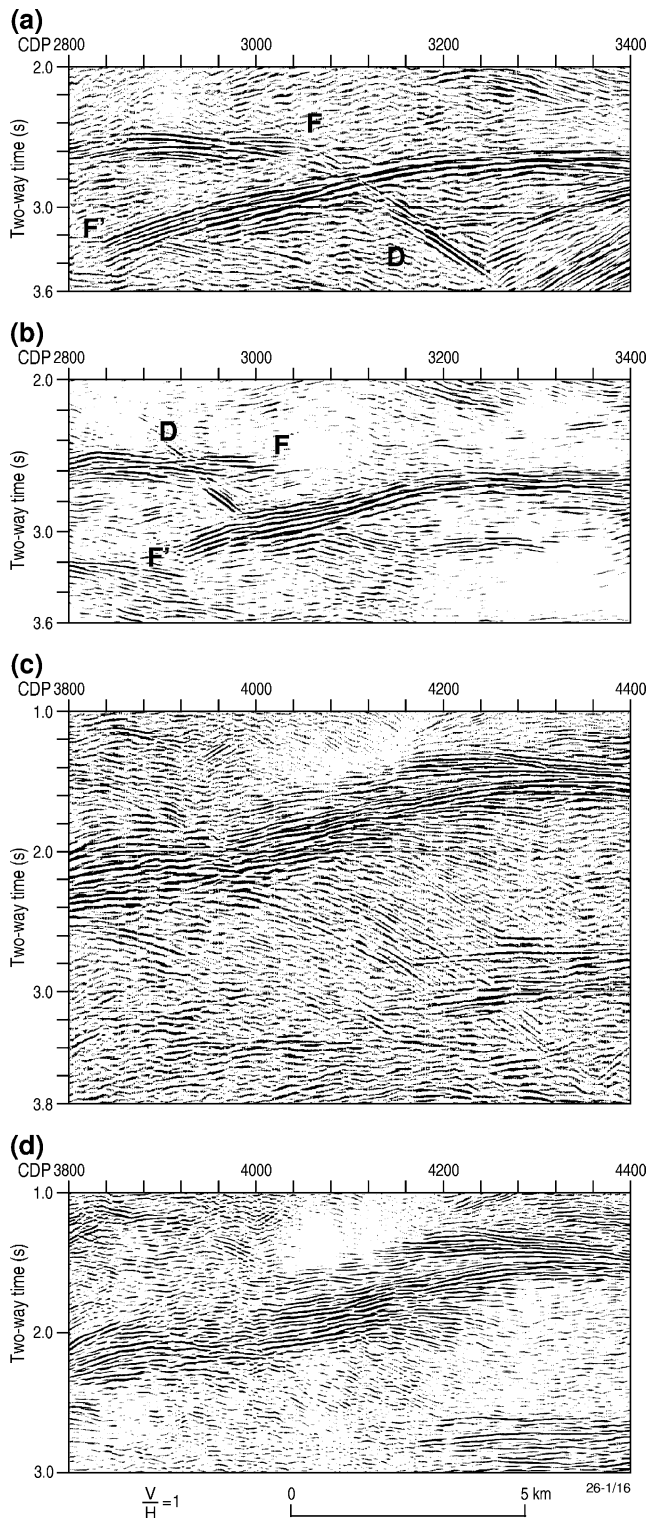 (a)
CDP 2800 3000 3200 3400
2.0
F
Two-way time (s)
3.0
F'
D
3.6
(b)
CDP 2800 3000 3200 3400
2.0
D
F
Two-way time (s)
3.0
F'
3.6
(c)
CDP 3800 4000 4200 4400
1.0
2.0
Two-way time (s)
3.0
3.8
(d)
CDP 3800 4000 4200 4400
1.0
Two-way time (s)
2.0
3.0
V/H =1
0 5 km
26-1/16